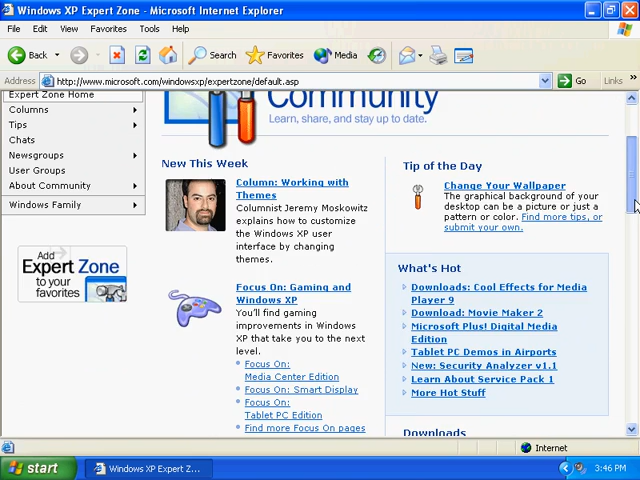 Windows XP Expert Zone - Microsoft Internet Explorer
File Edit View Favorites Tools Help
Back Search Favorites Media
Address http://www.microsoft.com/windowsxp/expertzone/default.asp Go Links »
Expert Zone Home
Columns
Tips
Chats
Newsgroups
User Groups
About Community
Windows Family
Add
Expert Zone
to your
favorites
Community
Learn, share, and stay up to date.
New This Week
Column: Working with
Themes
Columnist Jeremy Moskowitz
explains how to customize
the Windows XP user
interface by changing
themes.
Focus On: Gaming and
Windows XP
You'll find gaming
improvements in Windows
XP that take you to the next
level.
Focus On:
Media Center Edition
Focus On: Smart Display
Focus On:
Tablet PC Edition
Find more Focus On pages
Tip of the Day
Change Your Wallpaper
The graphical background of your
desktop can be a picture or just a
pattern or color. Find more tips, or
submit your own.
What's Hot
Downloads: Cool Effects for Media
Player 9
Download: Movie Maker 2
Microsoft Plus! Digital Media
Edition
Tablet PC Demos in Airports
New: Security Analyzer v1.1
Learn About Service Pack 1
More Hot Stuff
Downloads
Internet
start Windows XP Expert Z... 3:46 PM